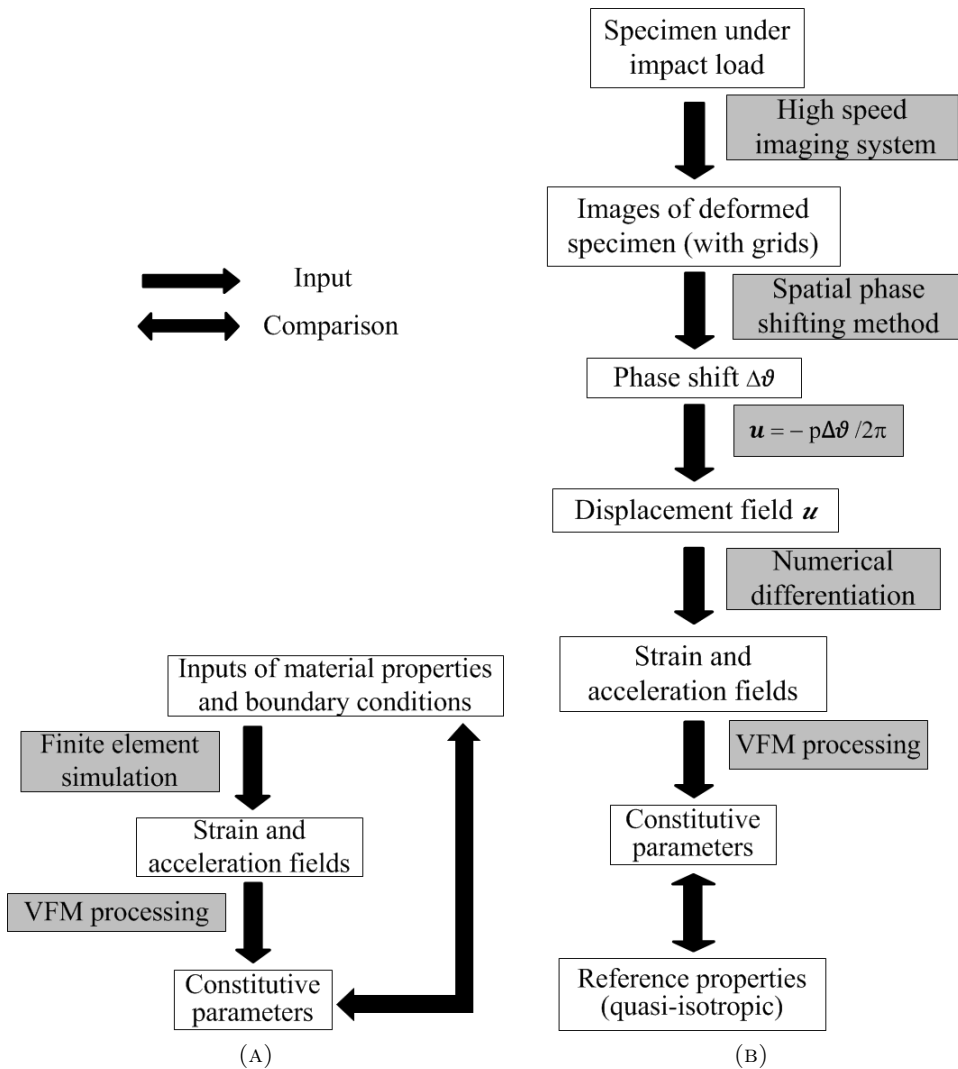 Input
Comparison
Inputs of material properties
and boundary conditions
Finite element
simulation
Strain and
acceleration fields
VFM processing
Constitutive
parameters
(A)
Specimen under
impact load
High speed
imaging system
Images of deformed
specimen (with grids)
Spatial phase
shifting method
Phase shift Δϑ
u = − pΔϑ /2π
Displacement field u
Numerical
differentiation
Strain and
acceleration fields
VFM processing
Constitutive
parameters
Reference properties
(quasi-isotropic)
(B)